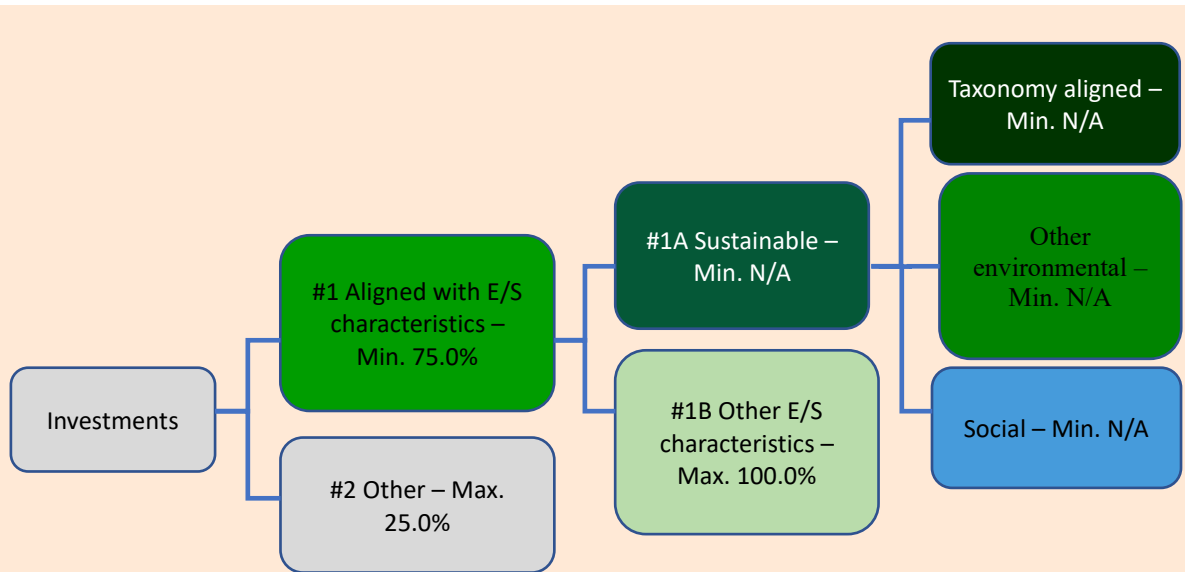 Investments
#1 Aligned with E/S
characteristics –
Min. 75.0%
#2 Other – Max.
25.0%
#1A Sustainable –
Min. N/A
#1B Other E/S
characteristics –
Max. 100.0%
Taxonomy aligned –
Min. N/A
Other
environmental –
Min. N/A
Social – Min. N/A